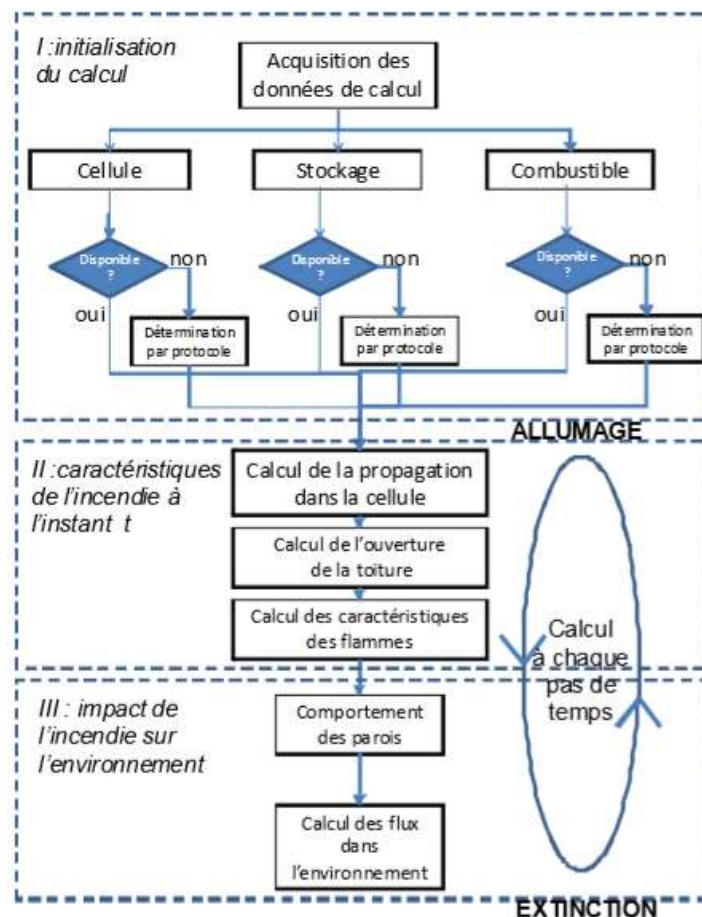 I :initialisation
du calcul
Acquisition des
données de calcul
Cellule
Stockage
Combustible
Disponible
?
non
oui
Disponible
?
non
oui
Disponible
?
non
oui
Détermination
par protocole
Détermination
par protocole
Détermination
par protocole
ALLUMAGE
II :caractéristiques
de l'incendie à
l'instant t
Calcul de la propagation
dans la cellule
Calcul de l'ouverture
de la toiture
Calcul des caractéristiques
des flammes
Calcul
à chaque
pas de
temps
III : impact de
l'incendie sur
l'environnement
Comportement
des parois
Calcul des flux
dans
l'environnement
EXTINCTION